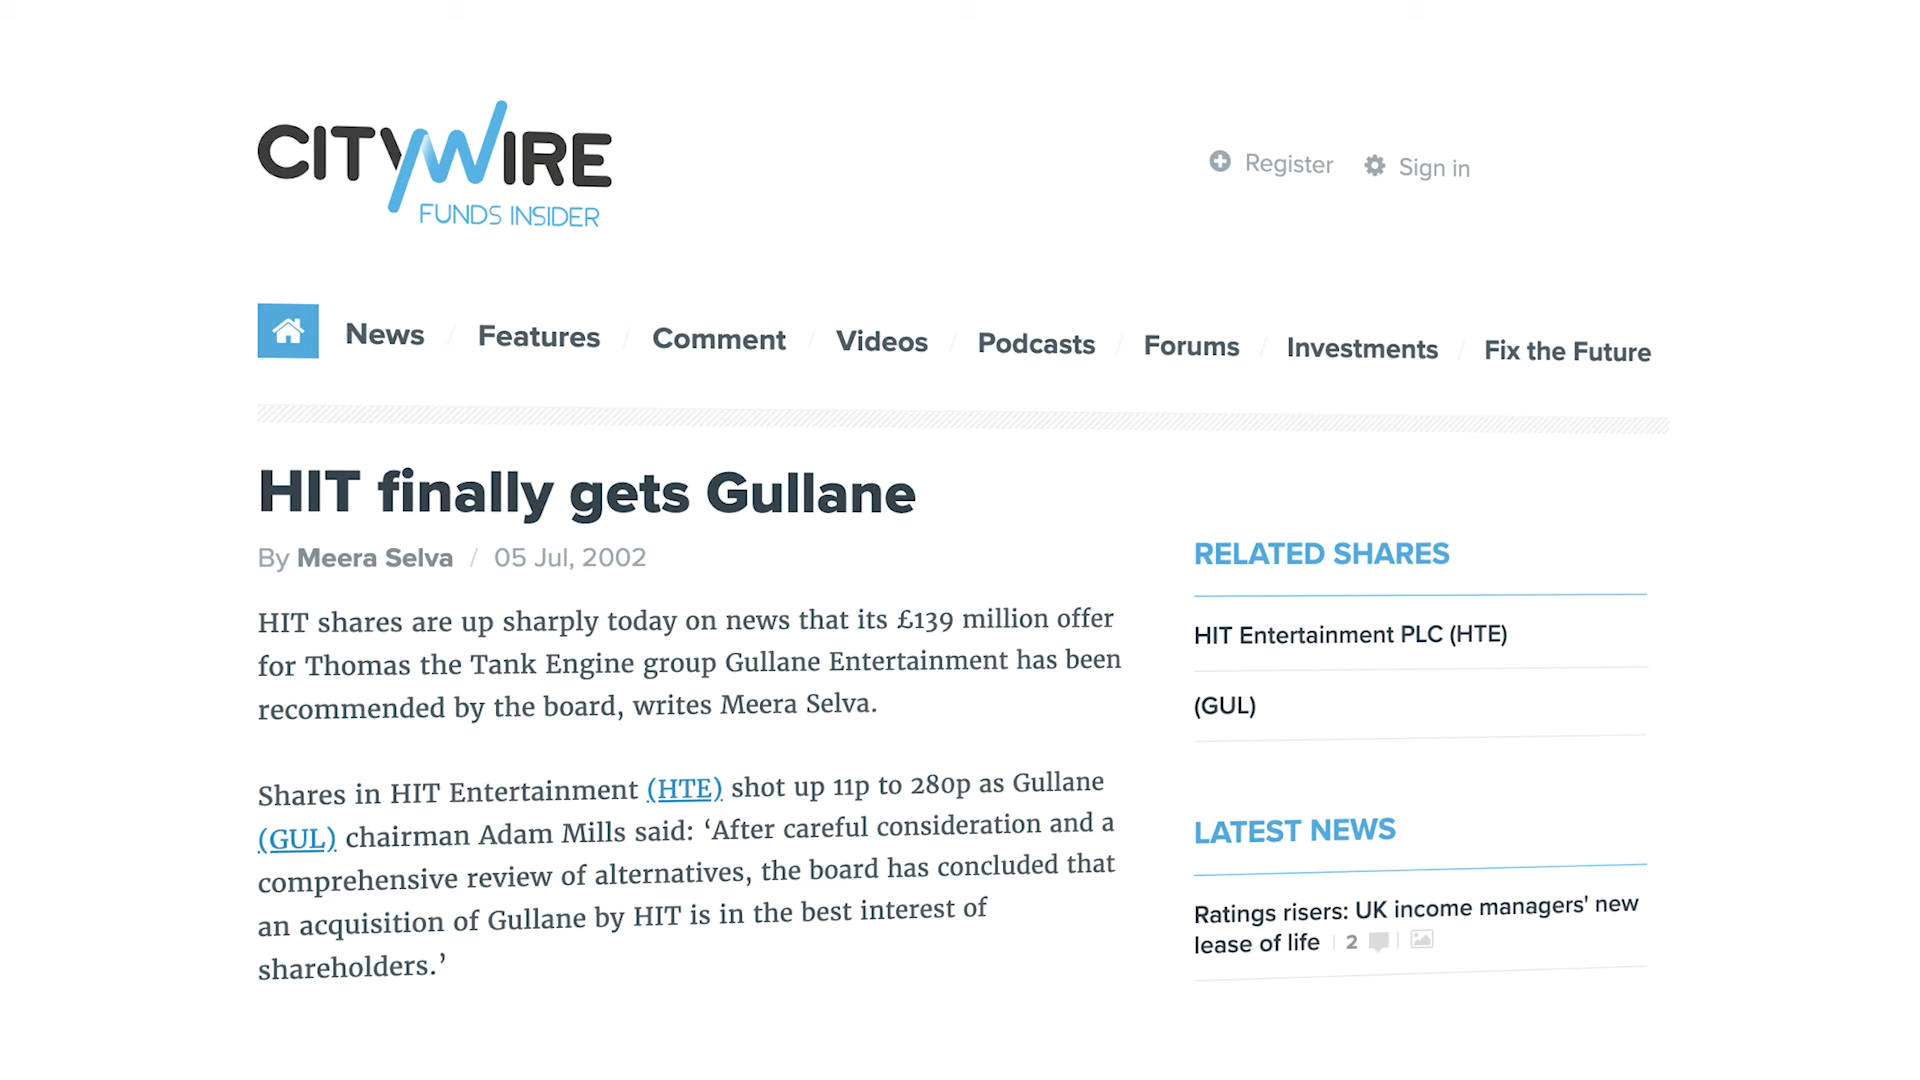 CITYWIRE
FUNDS INSIDER
Register
Sign in
News / Features / Comment / Videos / Podcasts / Forums / Investments / Fix the Future
HIT finally gets Gullane
By Meera Selva / 05 Jul, 2002
HIT shares are up sharply today on news that its £139 million offer
for Thomas the Tank Engine group Gullane Entertainment has been
recommended by the board, writes Meera Selva.
Shares in HIT Entertainment (HTE) shot up 11p to 280p as Gullane
(GUL) chairman Adam Mills said: ‘After careful consideration and a
comprehensive review of alternatives, the board has concluded that
an acquisition of Gullane by HIT is in the best interest of
shareholders.’
RELATED SHARES
HIT Entertainment PLC (HTE)
(GUL)
LATEST NEWS
Ratings risers: UK income managers' new
lease of life | 2 |